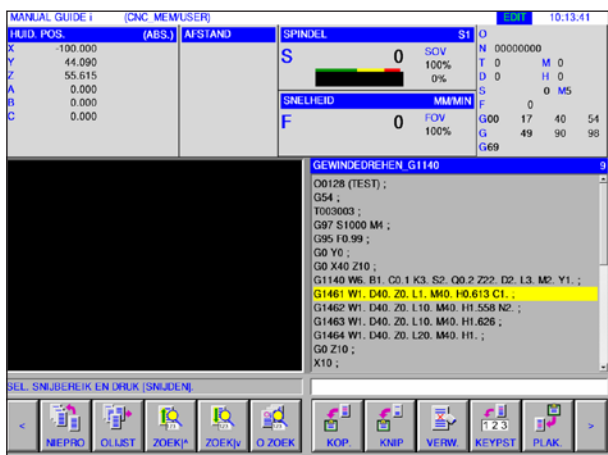 MANUAL GUIDE i (CNC_MEM/USER) EDIT 10:13:41
HUID. POS. (ABS.) AFSTAND SPINDEL S1 O
X -100.000
Y 44.090
Z 55.615
A 0.000
B 0.000
C 0.000
S 0 SOV
100%
0%
SNELHEID MM/MIN
F 0 FOV
100%
N 00000000
T 0 M 0
D 0 H 0
S 0 M5
F 0
G00 17 40 54
G 49 90 98
G69
GEWINDEDREHEN_G1140 9
O0128 (TEST) ;
G54 ;
T003003 ;
G97 S1000 M4 ;
G95 F0.99 ;
G0 Y0 ;
G0 X40 Z10 ;
G1140 W6. B1. C0.1 K3. S2. Q0.2 Z22. D2. L3. M2. Y1. ;
G1461 W1. D40. Z0. L1. M40. H0.613 C1. ;
G1462 W1. D40. Z0. L10. M40. H1.558 N2. ;
G1463 W1. D40. Z0. L10. M40. H1.626 ;
G1464 W1. D40. Z0. L20. M40. H1. ;
G0 Z10 ;
X10 ;
SEL. SNIJBEREIK EN DRUK [SNIJDEN].
< NIEPRO OLIJST ZOEK|^ ZOEK|v O ZOEK KOP. KNIP VERW. KEYPST PLAK. >